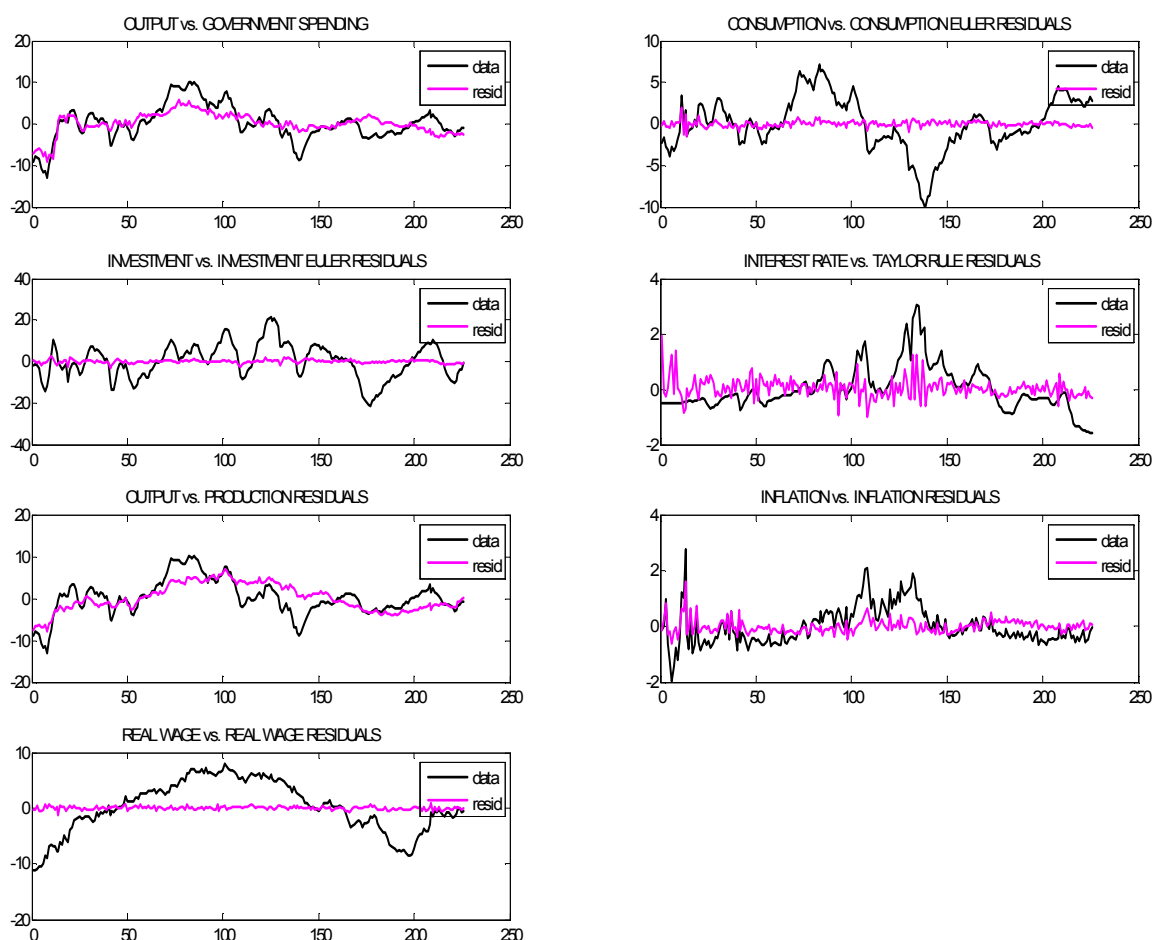 OUTPUT vs. GOVERNMENT SPENDING
20
10
0
-10
-20
0 50 100 150 200 250
data
resid
CONSUMPTION vs. CONSUMPTION EULER RESIDUALS
10
5
0
-5
-10
0 50 100 150 200 250
data
resid
INVESTMENT vs. INVESTMENT EULER RESIDUALS
40
20
0
-20
-40
0 50 100 150 200 250
data
resid
INTEREST RATE vs. TAYLOR RULE RESIDUALS
4
2
0
-2
0 50 100 150 200 250
data
resid
OUTPUT vs. PRODUCTION RESIDUALS
20
10
0
-10
-20
0 50 100 150 200 250
data
resid
INFLATION vs. INFLATION RESIDUALS
4
2
0
-2
0 50 100 150 200 250
data
resid
REAL WAGE vs. REAL WAGE RESIDUALS
10
0
-10
-20
0 50 100 150 200 250
data
resid